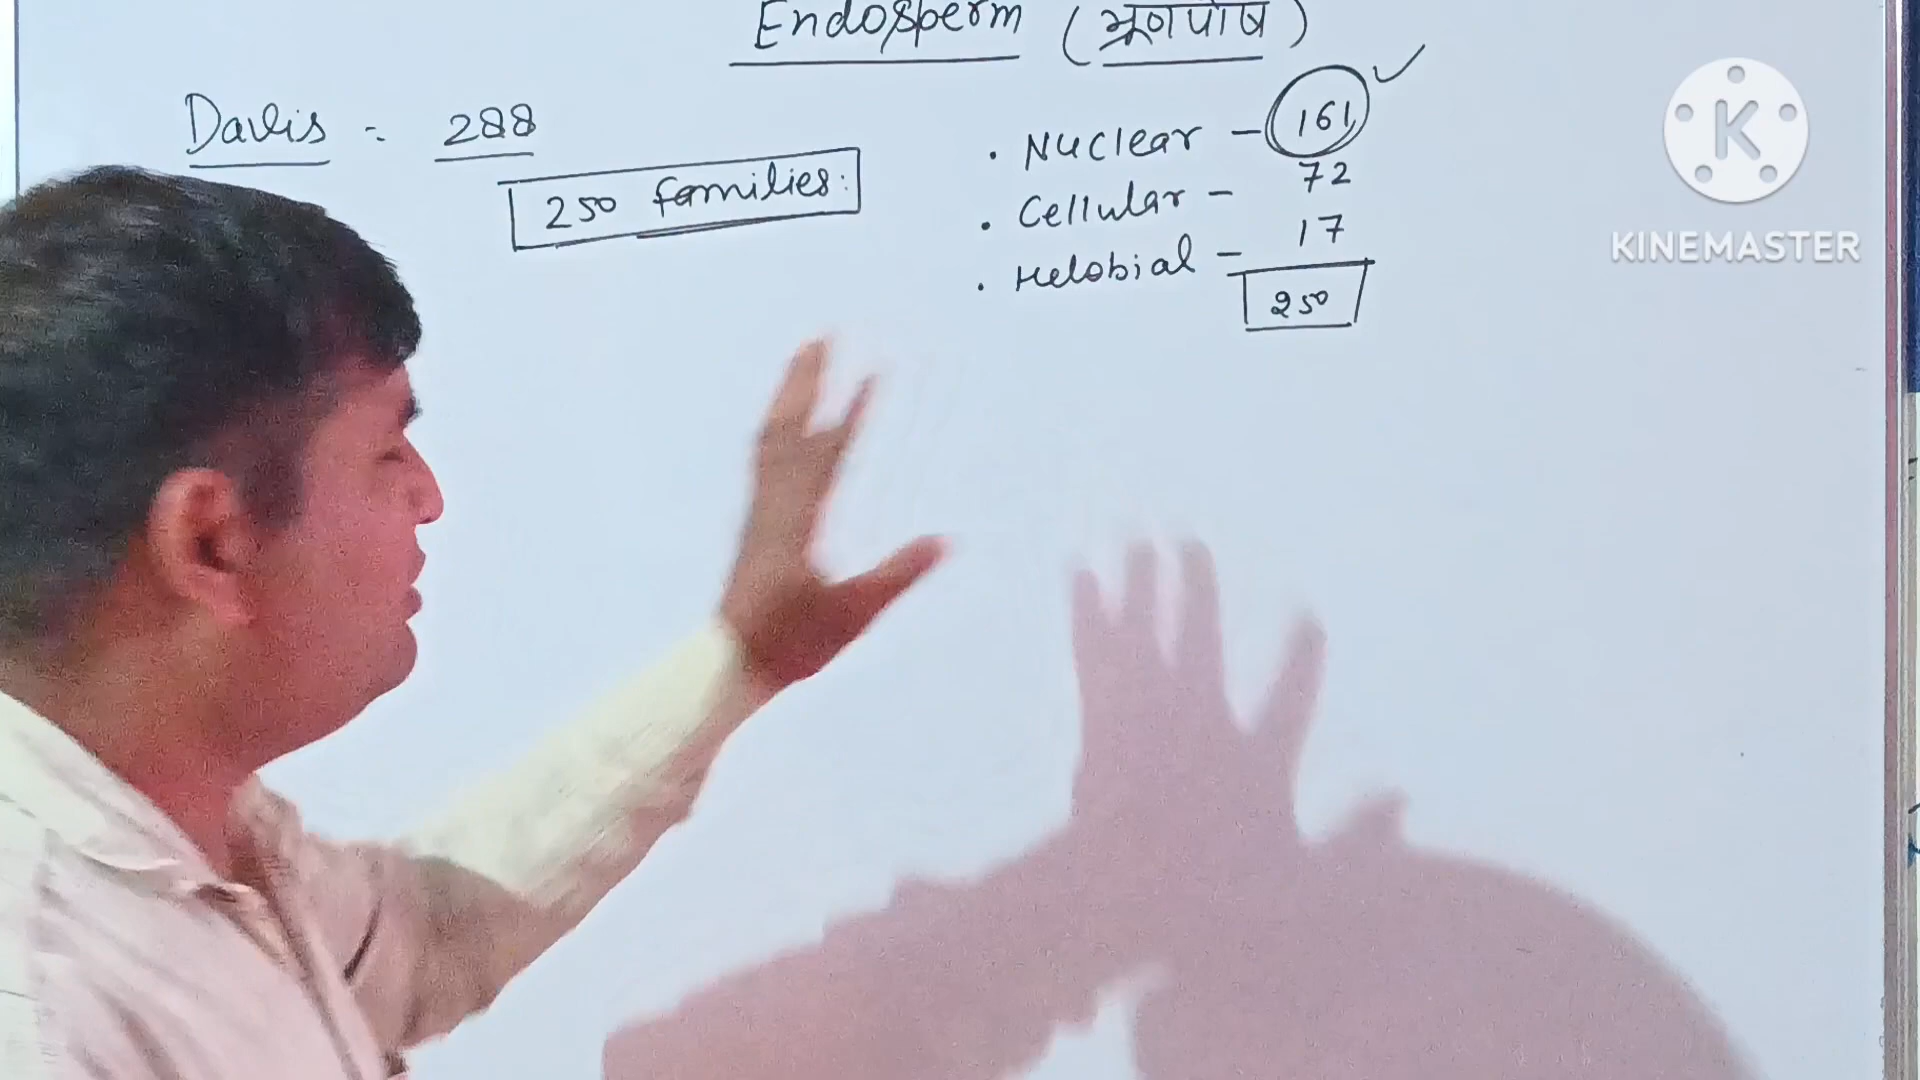 Endosperm (भ्रूणपोष)
Davis = 288
250 families:
• Nuclear – 161 ✓
• Cellular – 72
• Helobial – 17
250
K
KINEMASTER